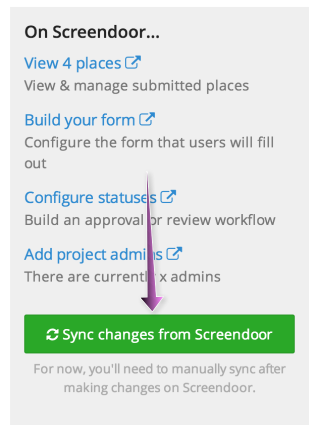 On Screendoor...
View 4 places
View & manage submitted places
Build your form
Configure the form that users will fill
out
Configure statuses
Build an approval or review workflow
Add project admins
There are currently x admins
Sync changes from Screendoor
For now, you'll need to manually sync after
making changes on Screendoor.